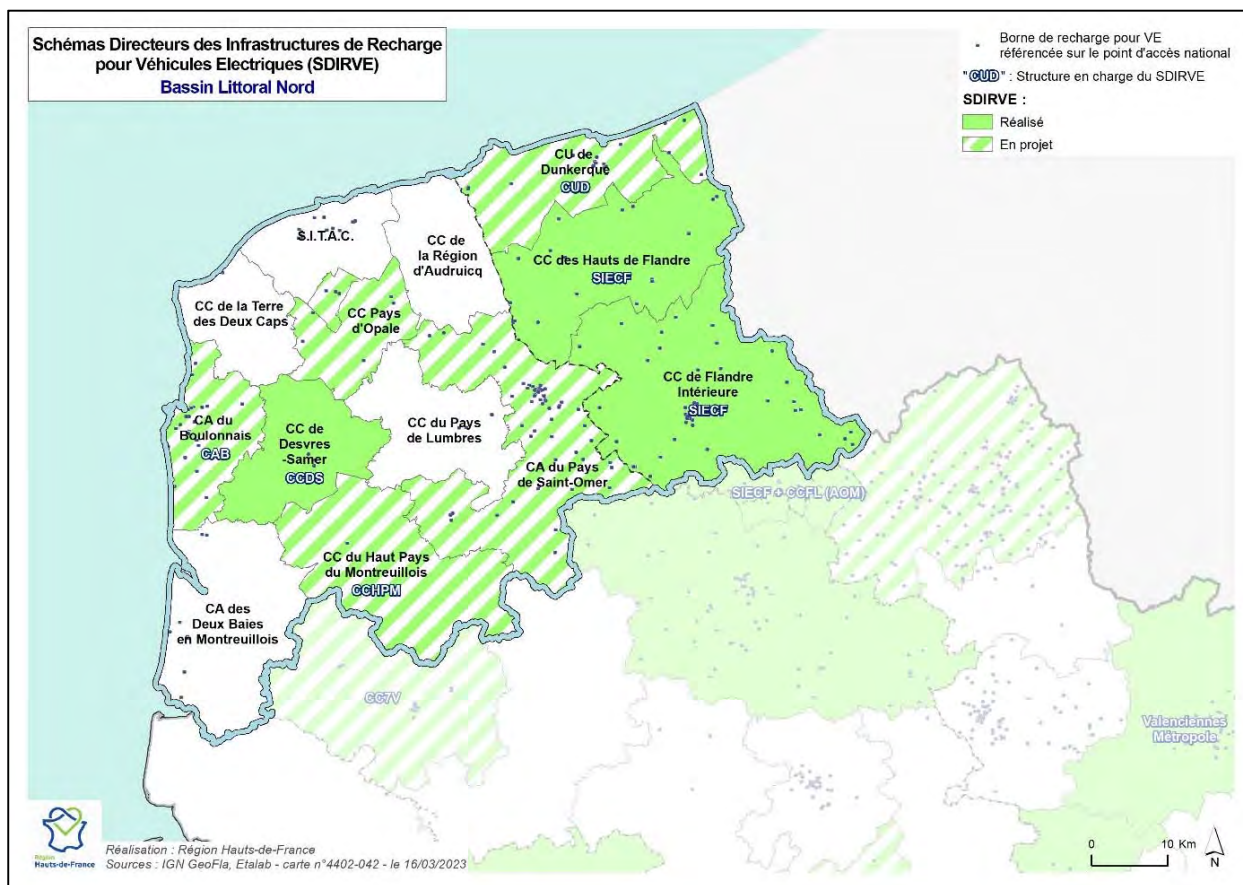 Schémas Directeurs des Infrastructures de Recharge
pour Véhicules Electriques (SDIRVE)
Bassin Littoral Nord
Borne de recharge pour VE
référencée sur le point d'accès national
"CUD" : Structure en charge du SDIRVE
SDIRVE :
Réalisé
En projet
CU de
Dunkerque
CUD
S.I.T.A.C.
CC de
la Région
d'Audruicq
CC des Hauts de Flandre
SIECF
CC de la Terre
des Deux Caps
CC Pays
d'Opale
CC de Flandre
Intérieure
SIECF
CA du
Boulonnais
CAB
CC de
Desvres
-Samer
CCDS
CC du Pays
de Lumbres
CA du Pays
de Saint-Omer
SIECF + CCFL (AOM)
CC du Haut Pays
du Montreuillois
CCHPM
CA des
Deux Baies
en Montreuillois
CC7V
Valenciennes
Métropole
Région
Hauts-de-France
Réalisation : Région Hauts-de-France
Sources : IGN GeoFla, Etalab - carte n°4402-042 - le 16/03/2023
0 10 Km
N